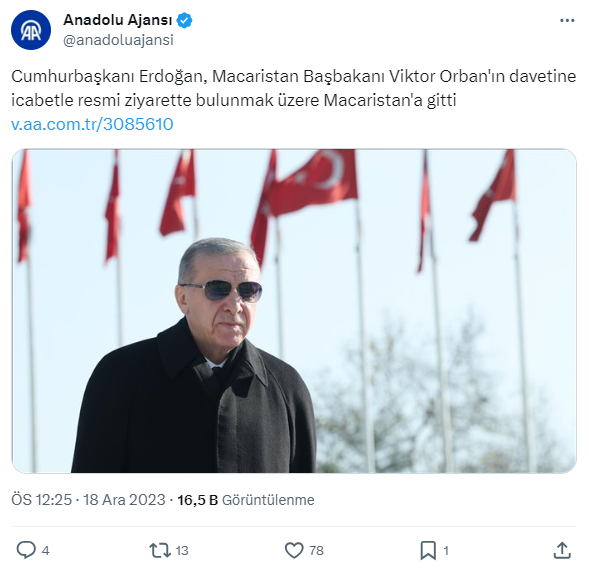 Anadolu Ajansı
@anadoluajansi
Cumhurbaşkanı Erdoğan, Macaristan Başbakanı Viktor Orban'ın davetine
icabetle resmi ziyarette bulunmak üzere Macaristan'a gitti
v.aa.com.tr/3085610
ÖS 12:25 · 18 Ara 2023 · 16,5 B Görüntülenme
4 13 78 1